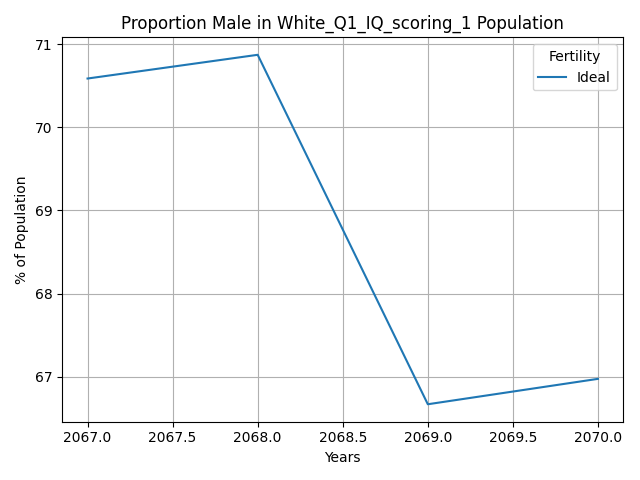 Proportion Male in White_Q1_IQ_scoring_1 Population
Fertility
Ideal
71
70
69
68
67
% of Population
2067.0 2067.5 2068.0 2068.5 2069.0 2069.5 2070.0
Years